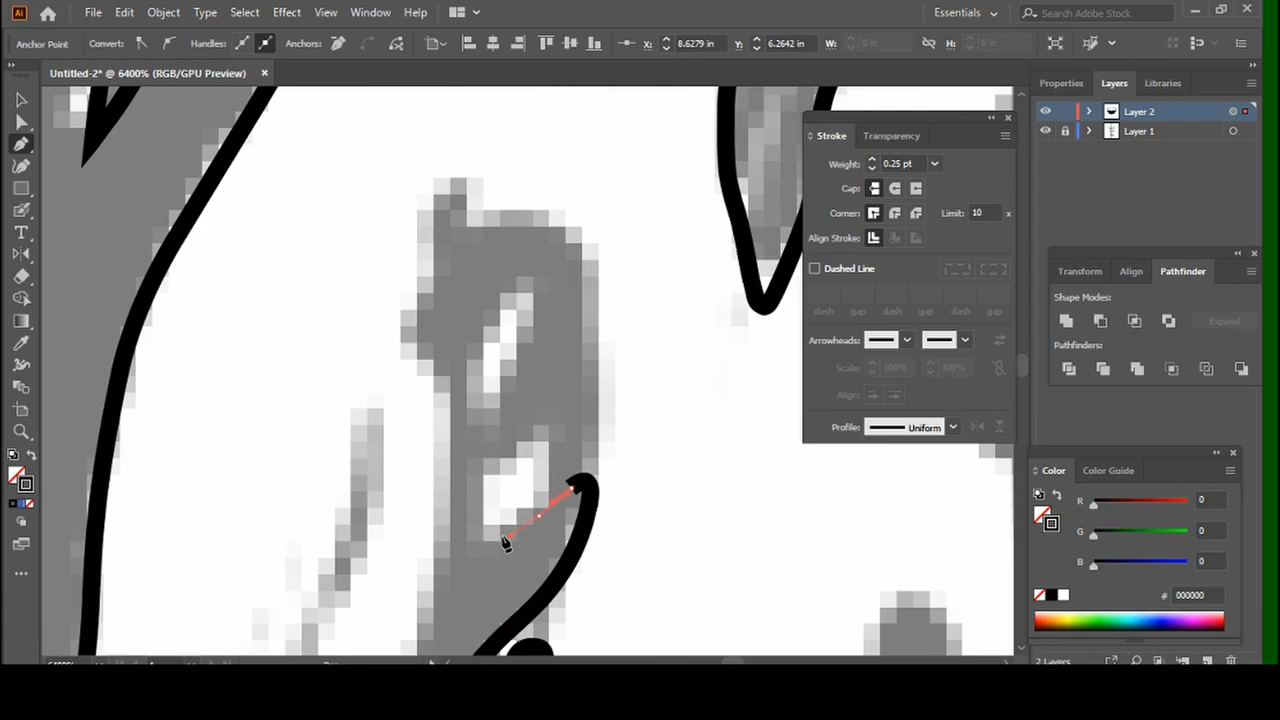 Ai File Edit Object Type Select Effect View Window Help Essentials Search Adobe Stock
Anchor Point Convert: Handles: Anchors: X: 8.6279 in Y: 6.2642 in W: 0 in H: 0 in
Untitled-2* @ 6400% (RGB/GPU Preview) ×
Properties Layers Libraries
Layer 2
Layer 1
Stroke Transparency
Weight: 0.25 pt
Cap:
Corner: Limit: 10 x
Align Stroke:
Dashed Line
dash gap dash gap dash gap
Arrowheads:
Scale: 100% 100%
Align:
Profile: Uniform
Transform Align Pathfinder
Shape Modes:
Expand
Pathfinders:
Color Color Guide
R 0
G 0
B 0
# 000000
2 Layers